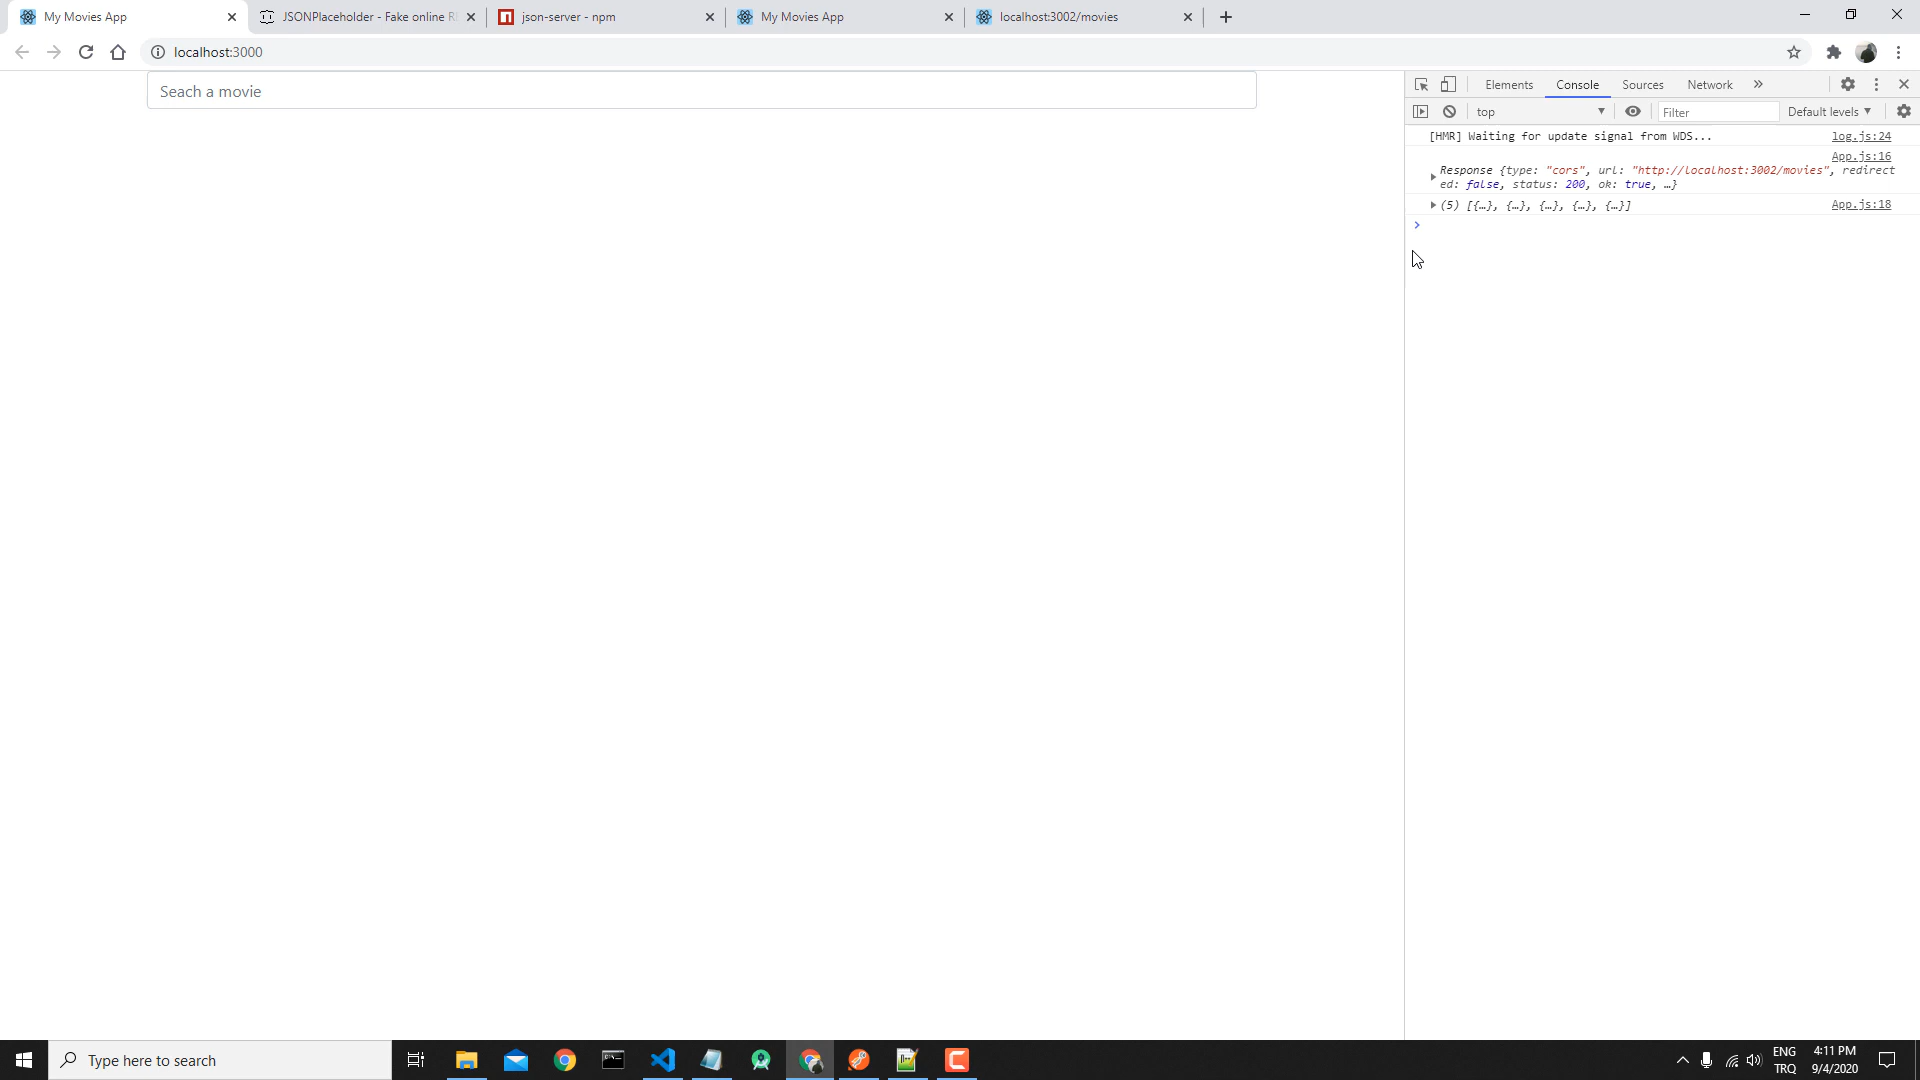 My Movies App
JSONPlaceholder - Fake online R
json-server - npm
My Movies App
localhost:3002/movies
localhost:3000
Seach a movie
Elements Console Sources Network »
top Filter Default levels
[HMR] Waiting for update signal from WDS... log.js:24
App.js:16
Response {type: "cors", url: "http://localhost:3002/movies", redirect
ed: false, status: 200, ok: true, …}
(5) [{…}, {…}, {…}, {…}, {…}] App.js:18
Type here to search
ENG
TRQ
4:11 PM
9/4/2020